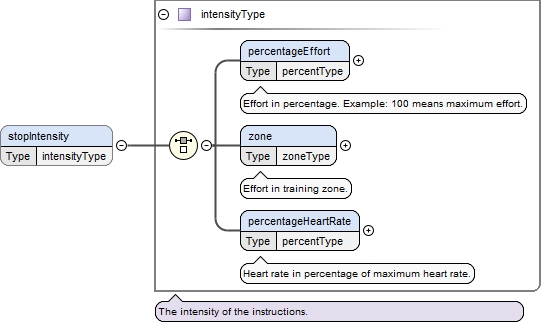 intensityType
percentageEffort
Type percentType
Effort in percentage. Example: 100 means maximum effort.
stopIntensity
Type intensityType
zone
Type zoneType
Effort in training zone.
percentageHeartRate
Type percentType
Heart rate in percentage of maximum heart rate.
The intensity of the instructions.